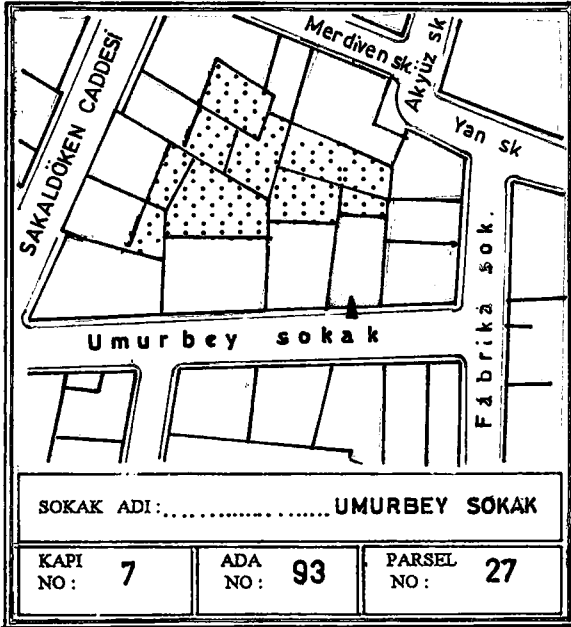 Merdiven sk
Akyüz sk
Yan sk
SAKALDÖKEN CADDESİ
Umurbey sokak
Fabrika sok.
SOKAK ADI:..................... UMURBEY SOKAK
KAPI NO : 7
ADA NO : 93
PARSEL NO : 27